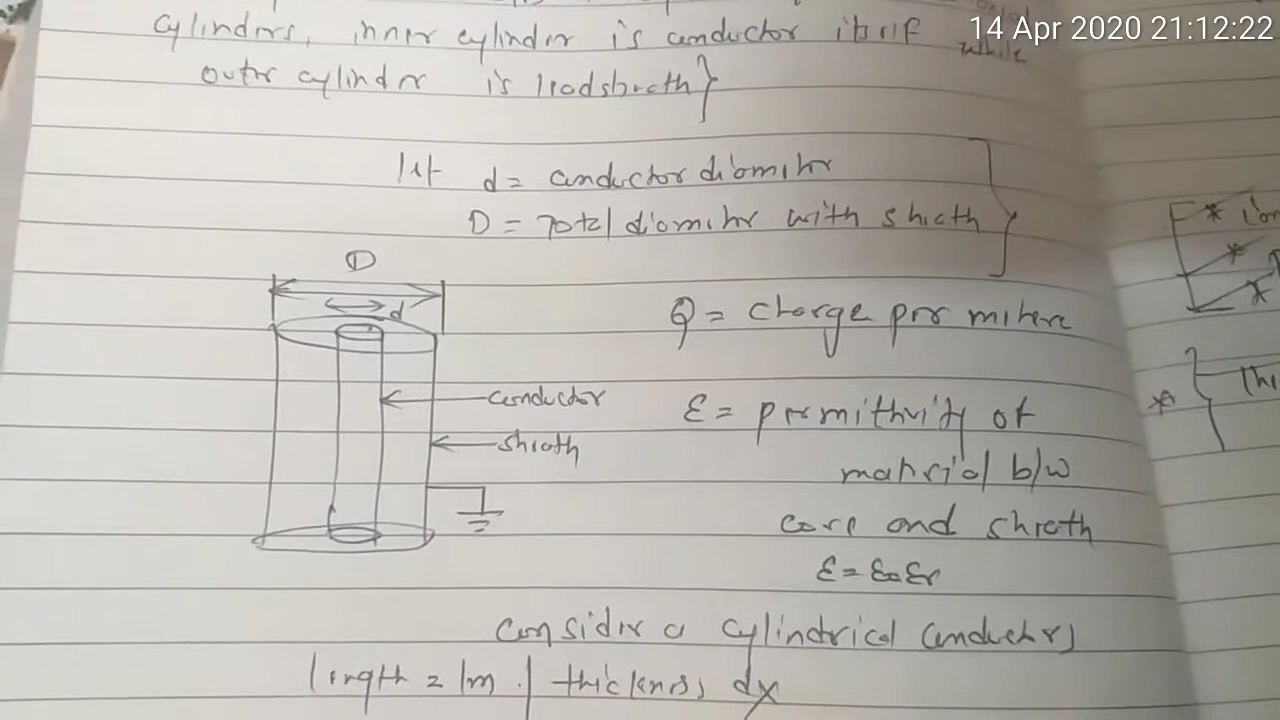 14 Apr 2020 21:12:22
cylinders, inner cylinder is conductor itself while
outer cylinder is leadsheath}
let d = conductor diameter
D = Total diameter with sheath
D
d
Q = charge per metere
conductor
ε = permittivity of
sheath
material b/w
core and sheath
ε = ε₀εr
Consider a cylindrical conductor)
length = 1m. | thickness dx